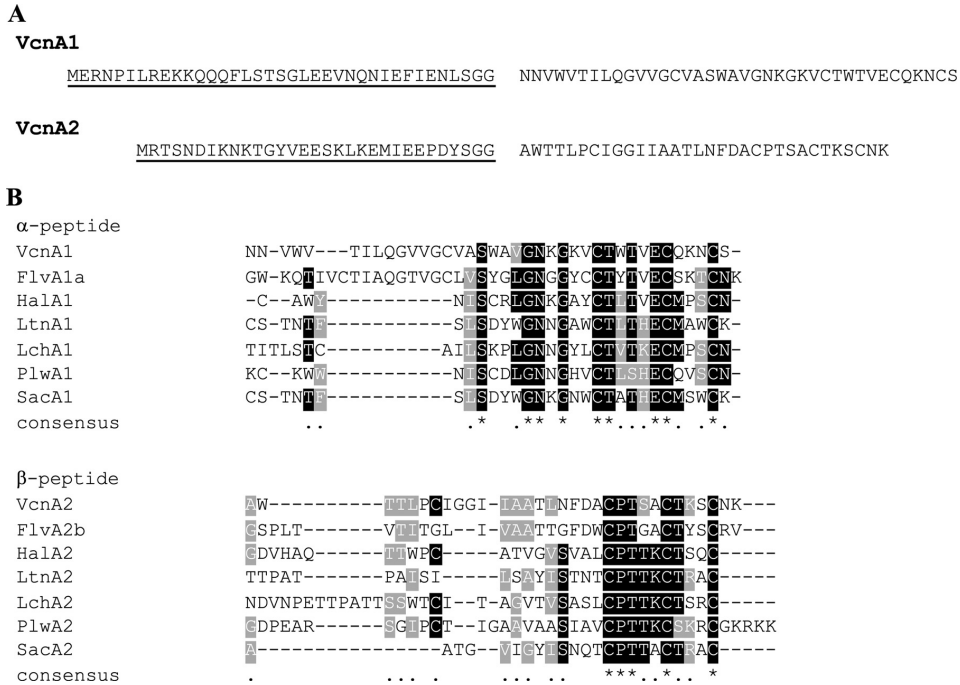 A
VcnA1
MERNPILREKKQQQFLSTSGLEEVNQNIEFIENLSGG NNVWVTILQGVVGCVASWAVGNKGKVCTWTVECQKNCS
VcnA2
MRTSNDIKNKTGYVEESKLKEMIEEPDYSGG AWTTLPCIGGIIAATLNFDACPTSACTKSCNK
B
α-peptide
VcnA1 NN-VWV---TILQGVVGCVASWAVGNKGKVCTWTVECQKNCS-
FlvA1a GW-KQTIVCTIAQGTVGCLVSYGLGNGGYCCTYTVECSKTCNK
HalA1 -C--AWY-----------NISCRLGNKGAYCTLTVECMPSCN-
LtnA1 CS-TNTF-----------SLSDYWGNNGAWCTLTHECMAWCK-
LchA1 TITLSTC-----------AILSKPLGNNGYLCTVTKECMPSCN-
PlwA1 KC--KWW-----------NISCDLGNNGHVCTLSHECQVSCN-
SacA1 CS-TNTF-----------SLSDYWGNKGNWCTATHECMSWCK-
consensus .. .* .** * **...**. .*.
β-peptide
VcnA2 AW----------TTLPCIGGI-IAATLNFDACPTSACTKSCNK---
FlvA2b GSPLT-------VTITGL-I--VAATTGFDWCPTGACTYSCRV---
HalA2 GDVHAQ------TTWPC-----ATVGVSVALCPTTKCTSQC-----
LtnA2 TTPAT-------PAISI-----LSAYISTNTCPTTKCTRAC-----
LchA2 NDVNPETTPATTSSWTCI--T-AGVTVSASLCPTTKCTSRC-----
PlwA2 GDPEAR------SGIPCT--IGAAVAASIAVCPTTKCSKRCGKRKK
SacA2 A----------------ATG--VIGYISNQTCPTTACTRAC-----
consensus . ... . ... .. ***..*.. *